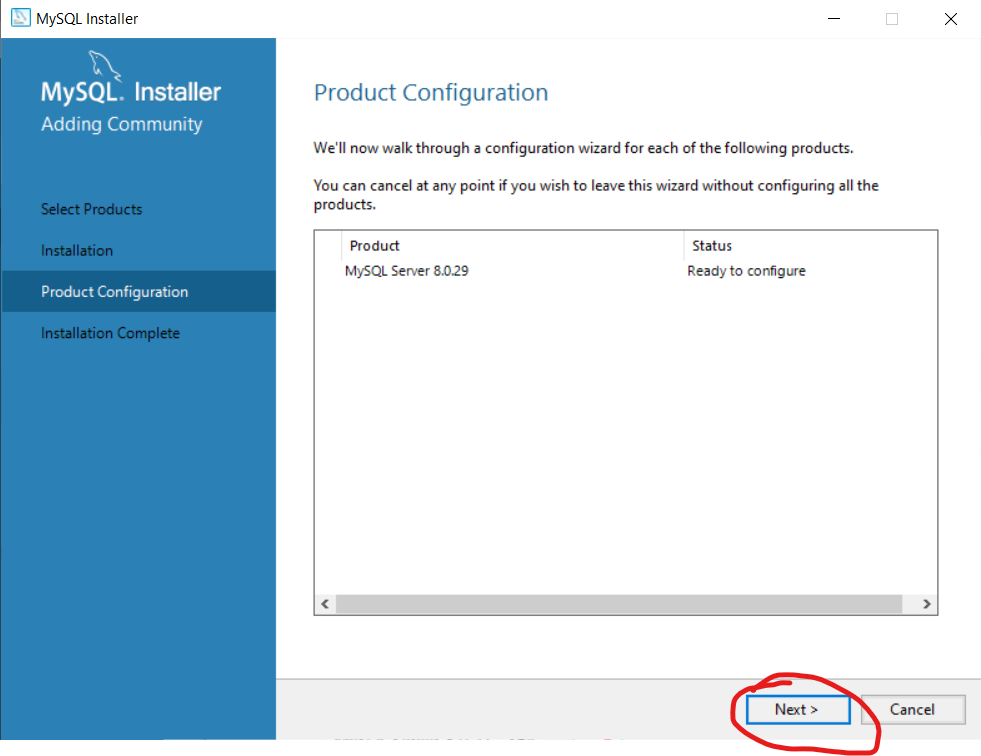 MySQL Installer
MySQL. Installer
Adding Community
Select Products
Installation
Product Configuration
Installation Complete
Product Configuration
We'll now walk through a configuration wizard for each of the following products.
You can cancel at any point if you wish to leave this wizard without configuring all the
products.
Product Status
MySQL Server 8.0.29 Ready to configure
Next >
Cancel